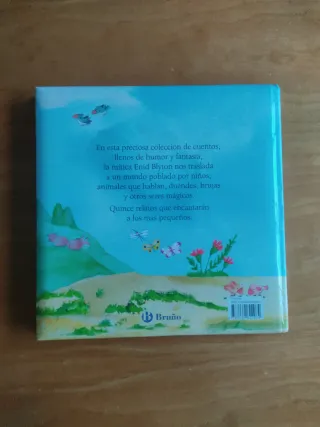 En esta preciosa colección de cuentos,
llenos de humor y fantasía,
la famosa Enid Blyton nos traslada
a un mundo poblado por niños,
animales que hablan, duendes, brujas
y otros seres mágicos.
Quince relatos que encantarán
a los más pequeños.
Bruño